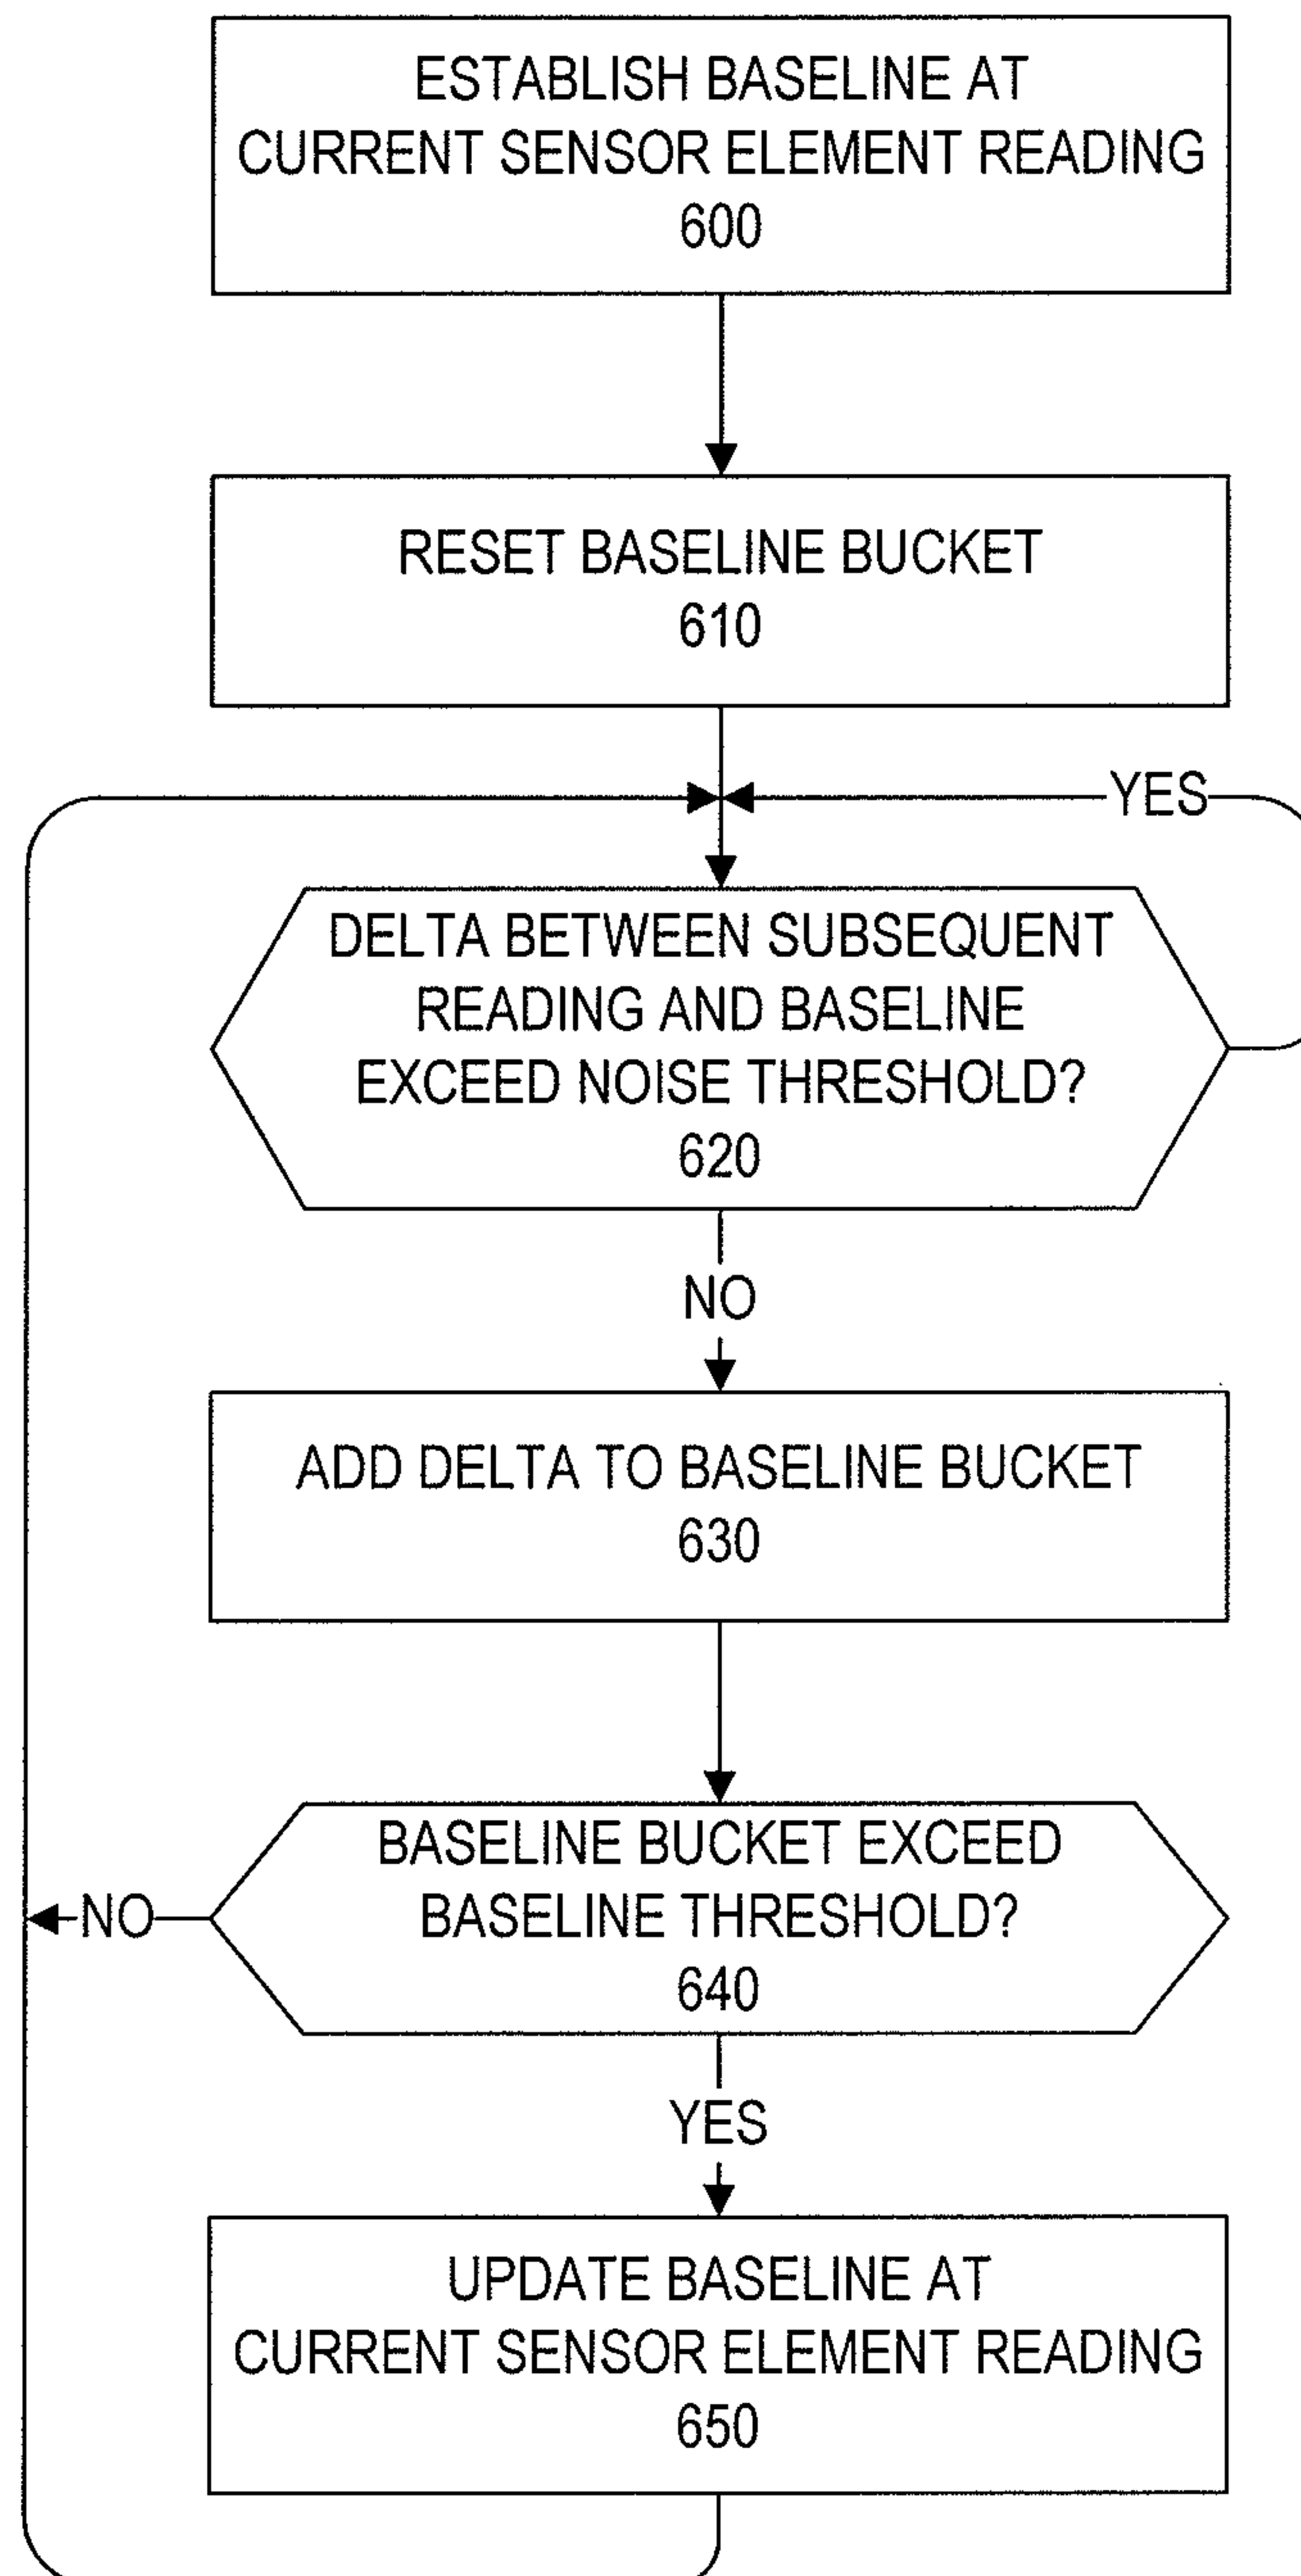 ESTABLISH BASELINE AT
CURRENT SENSOR ELEMENT READING
600
RESET BASELINE BUCKET
610
YES
DELTA BETWEEN SUBSEQUENT
READING AND BASELINE
EXCEED NOISE THRESHOLD?
620
NO
ADD DELTA TO BASELINE BUCKET
630
BASELINE BUCKET EXCEED
BASELINE THRESHOLD?
640
NO
YES
UPDATE BASELINE AT
CURRENT SENSOR ELEMENT READING
650